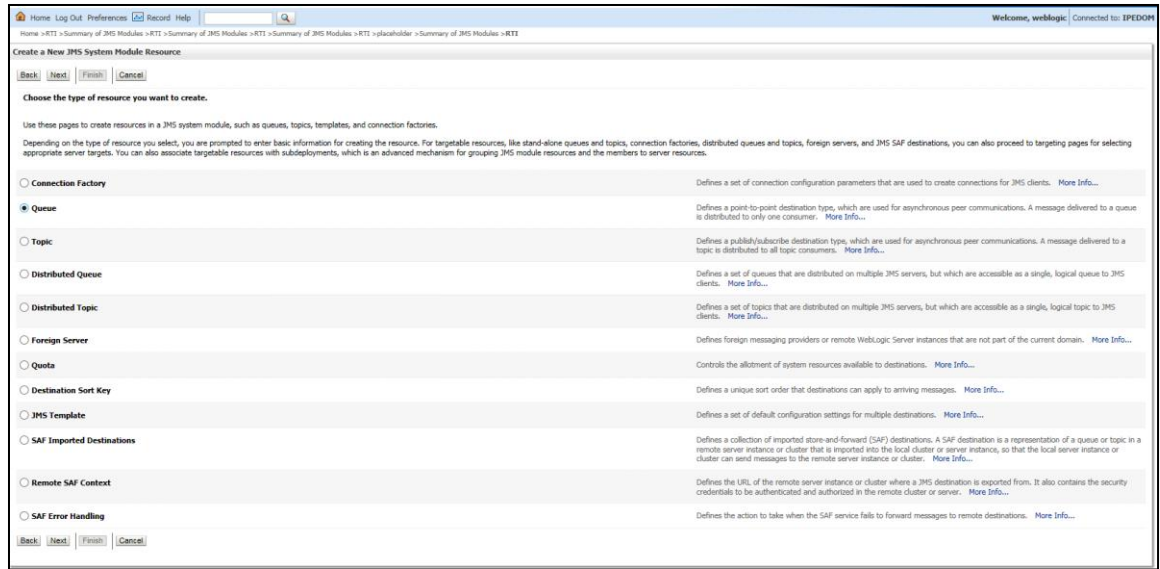 Home Log Out Preferences Record Help
Welcome, weblogic Connected to: IPEDOM
Home >RTI >Summary of JMS Modules >RTI >Summary of JMS Modules >RTI >Summary of JMS Modules >RTI >placeholder >Summary of JMS Modules >RTI
Create a New JMS System Module Resource
Back Next Finish Cancel
Choose the type of resource you want to create.
Use these pages to create resources in a JMS system module, such as queues, topics, templates, and connection factories.
Depending on the type of resource you select, you are prompted to enter basic information for creating the resource. For targetable resources, like stand-alone queues and topics, connection factories, distributed queues and topics, foreign servers, and JMS SAF destinations, you can also proceed to targeting pages for selecting
appropriate server targets. You can also associate targetable resources with subdeployments, which is an advanced mechanism for grouping JMS module resources and the members to server resources.
Connection Factory
Defines a set of connection configuration parameters that are used to create connections for JMS clients. More Info...
Queue
Defines a point-to-point destination type, which are used for asynchronous peer communications. A message delivered to a queue
is distributed to only one consumer. More Info...
Topic
Defines a publish/subscribe destination type, which are used for asynchronous peer communications. A message delivered to a
topic is distributed to all topic consumers. More Info...
Distributed Queue
Defines a set of queues that are distributed on multiple JMS servers, but which are accessible as a single, logical queue to JMS
clients. More Info...
Distributed Topic
Defines a set of topics that are distributed on multiple JMS servers, but which are accessible as a single, logical topic to JMS
clients. More Info...
Foreign Server
Defines foreign messaging providers or remote WebLogic Server instances that are not part of the current domain. More Info...
Quota
Controls the allotment of system resources available to destinations. More Info...
Destination Sort Key
Defines a unique sort order that destinations can apply to arriving messages. More Info...
JMS Template
Defines a set of default configuration settings for multiple destinations. More Info...
SAF Imported Destinations
Defines a collection of imported store-and-forward (SAF) destinations. A SAF destination is a representation of a queue or topic in a
remote server instance or cluster that is imported into the local cluster or server instance, so that the local server instance or
cluster can send messages to the remote server instance or cluster. More Info...
Remote SAF Context
Defines the URL of the remote server instance or cluster where a JMS destination is exported from. It also contains the security
credentials to be authenticated and authorized in the remote cluster or server. More Info...
SAF Error Handling
Defines the action to take when the SAF service fails to forward messages to remote destinations. More Info...
Back Next Finish Cancel